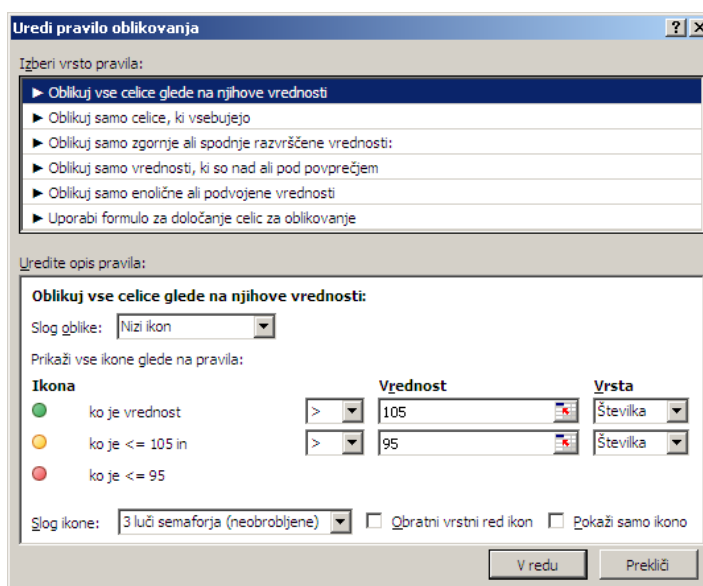 Uredi pravilo oblikovanja
Izberi vrsto pravila:
► Oblikuj vse celice glede na njihove vrednosti
► Oblikuj samo celice, ki vsebujejo
► Oblikuj samo zgornje ali spodnje razvrščene vrednosti:
► Oblikuj samo vrednosti, ki so nad ali pod povprečjem
► Oblikuj samo enolične ali podvojene vrednosti
► Uporabi formulo za določanje celic za oblikovanje
Uredite opis pravila:
Oblikuj vse celice glede na njihove vrednosti:
Slog oblike: Nizi ikon
Prikaži vse ikone glede na pravila:
Ikona Vrednost Vrsta
ko je vrednost > 105 Številka
ko je <= 105 in > 95 Številka
ko je <= 95
Slog ikone: 3 luči semaforja (neobrobljene) Obratni vrstni red ikon Pokaži samo ikono
V redu Prekliči